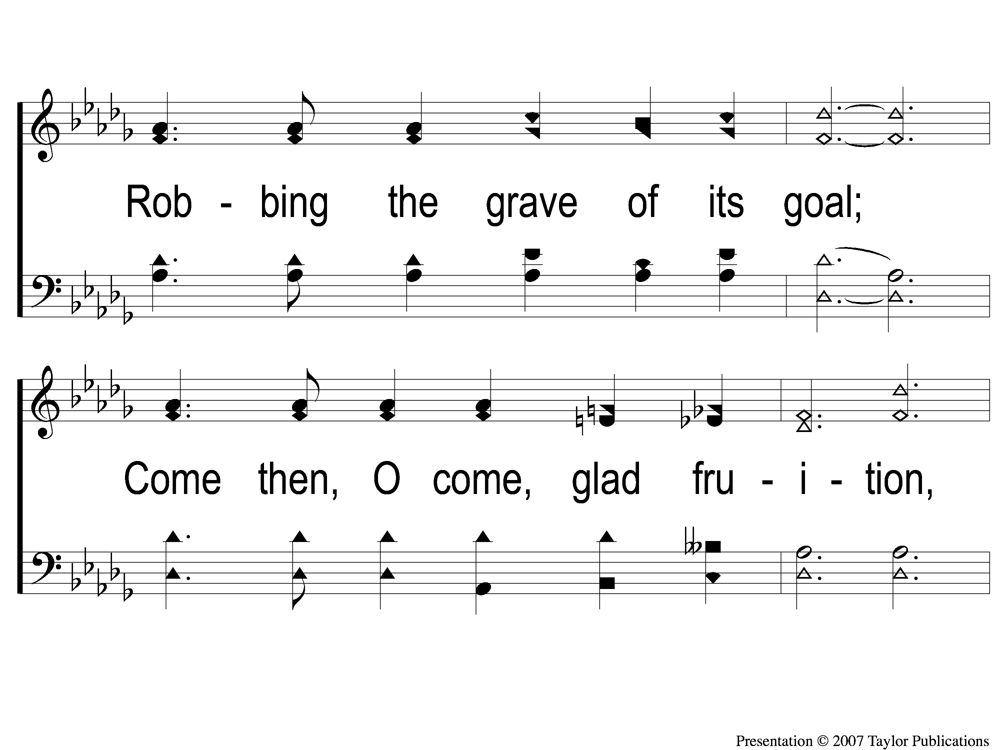 Rob - bing the grave of its goal;
Come then, O come, glad fru - i - tion,
Presentation © 2007 Taylor Publications